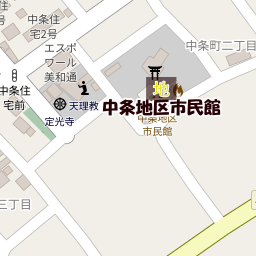 中条住
宅2号
エスポ
ワール
美和通
中条町二丁目
中条住
宅前
天理教
定光寺
地
中条地区市民館
中条地区
市民館
三丁目